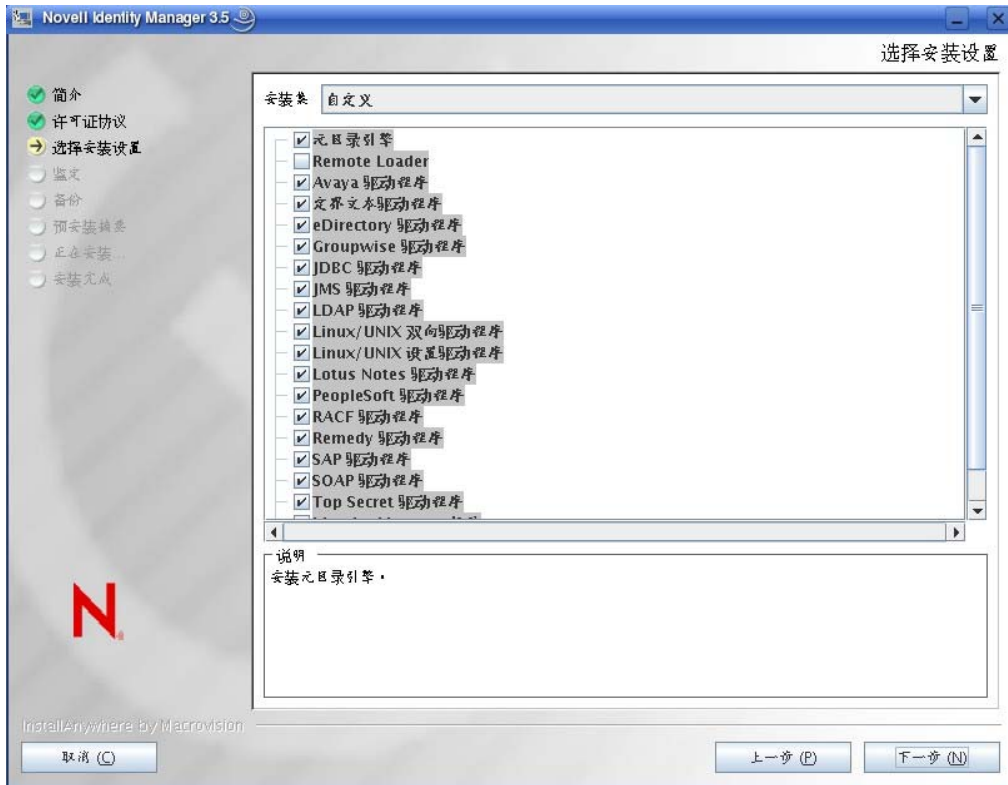 Novell Identity Manager 3.5
选择安装设置
简介
许可证协议
选择安装设置
鉴定
备份
预安装摘要
正在安装...
安装完成
安装集
自定义
元目录引擎
Remote Loader
Avaya 驱动程序
定界文本驱动程序
eDirectory 驱动程序
Groupwise 驱动程序
JDBC 驱动程序
JMS 驱动程序
LDAP 驱动程序
Linux/UNIX 双向驱动程序
Linux/UNIX 设置驱动程序
Lotus Notes 驱动程序
PeopleSoft 驱动程序
RACF 驱动程序
Remedy 驱动程序
SAP 驱动程序
SOAP 驱动程序
Top Secret 驱动程序
说明
安装元目录引擎。
N
InstallAnywhere by Macrovision
取消 (C)
上一步 (P)
下一步 (N)